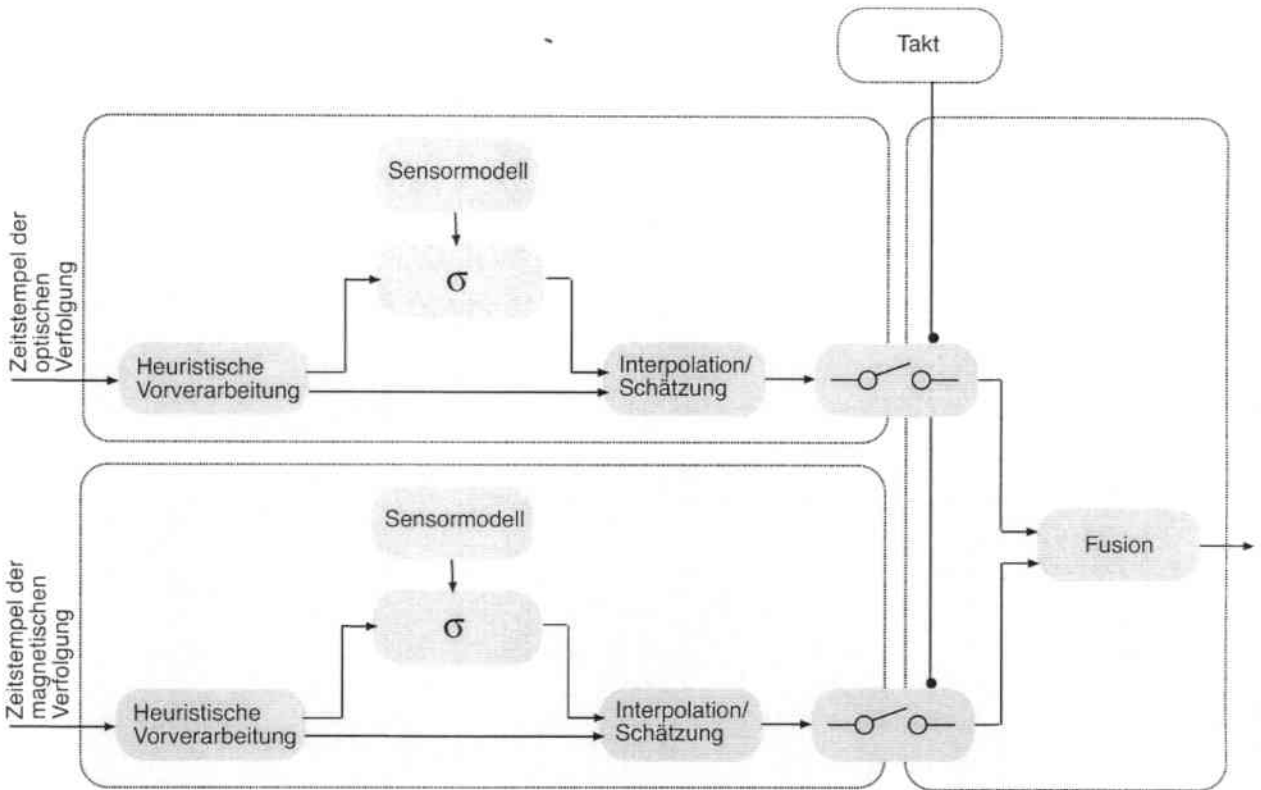 Takt
Sensormodell
σ
Zeitstempel der
optischen
Verfolgung
Heuristische
Vorverarbeitung
Interpolation/
Schätzung
Sensormodell
σ
Fusion
Zeitstempel der
magnetischen
Verfolgung
Heuristische
Vorverarbeitung
Interpolation/
Schätzung